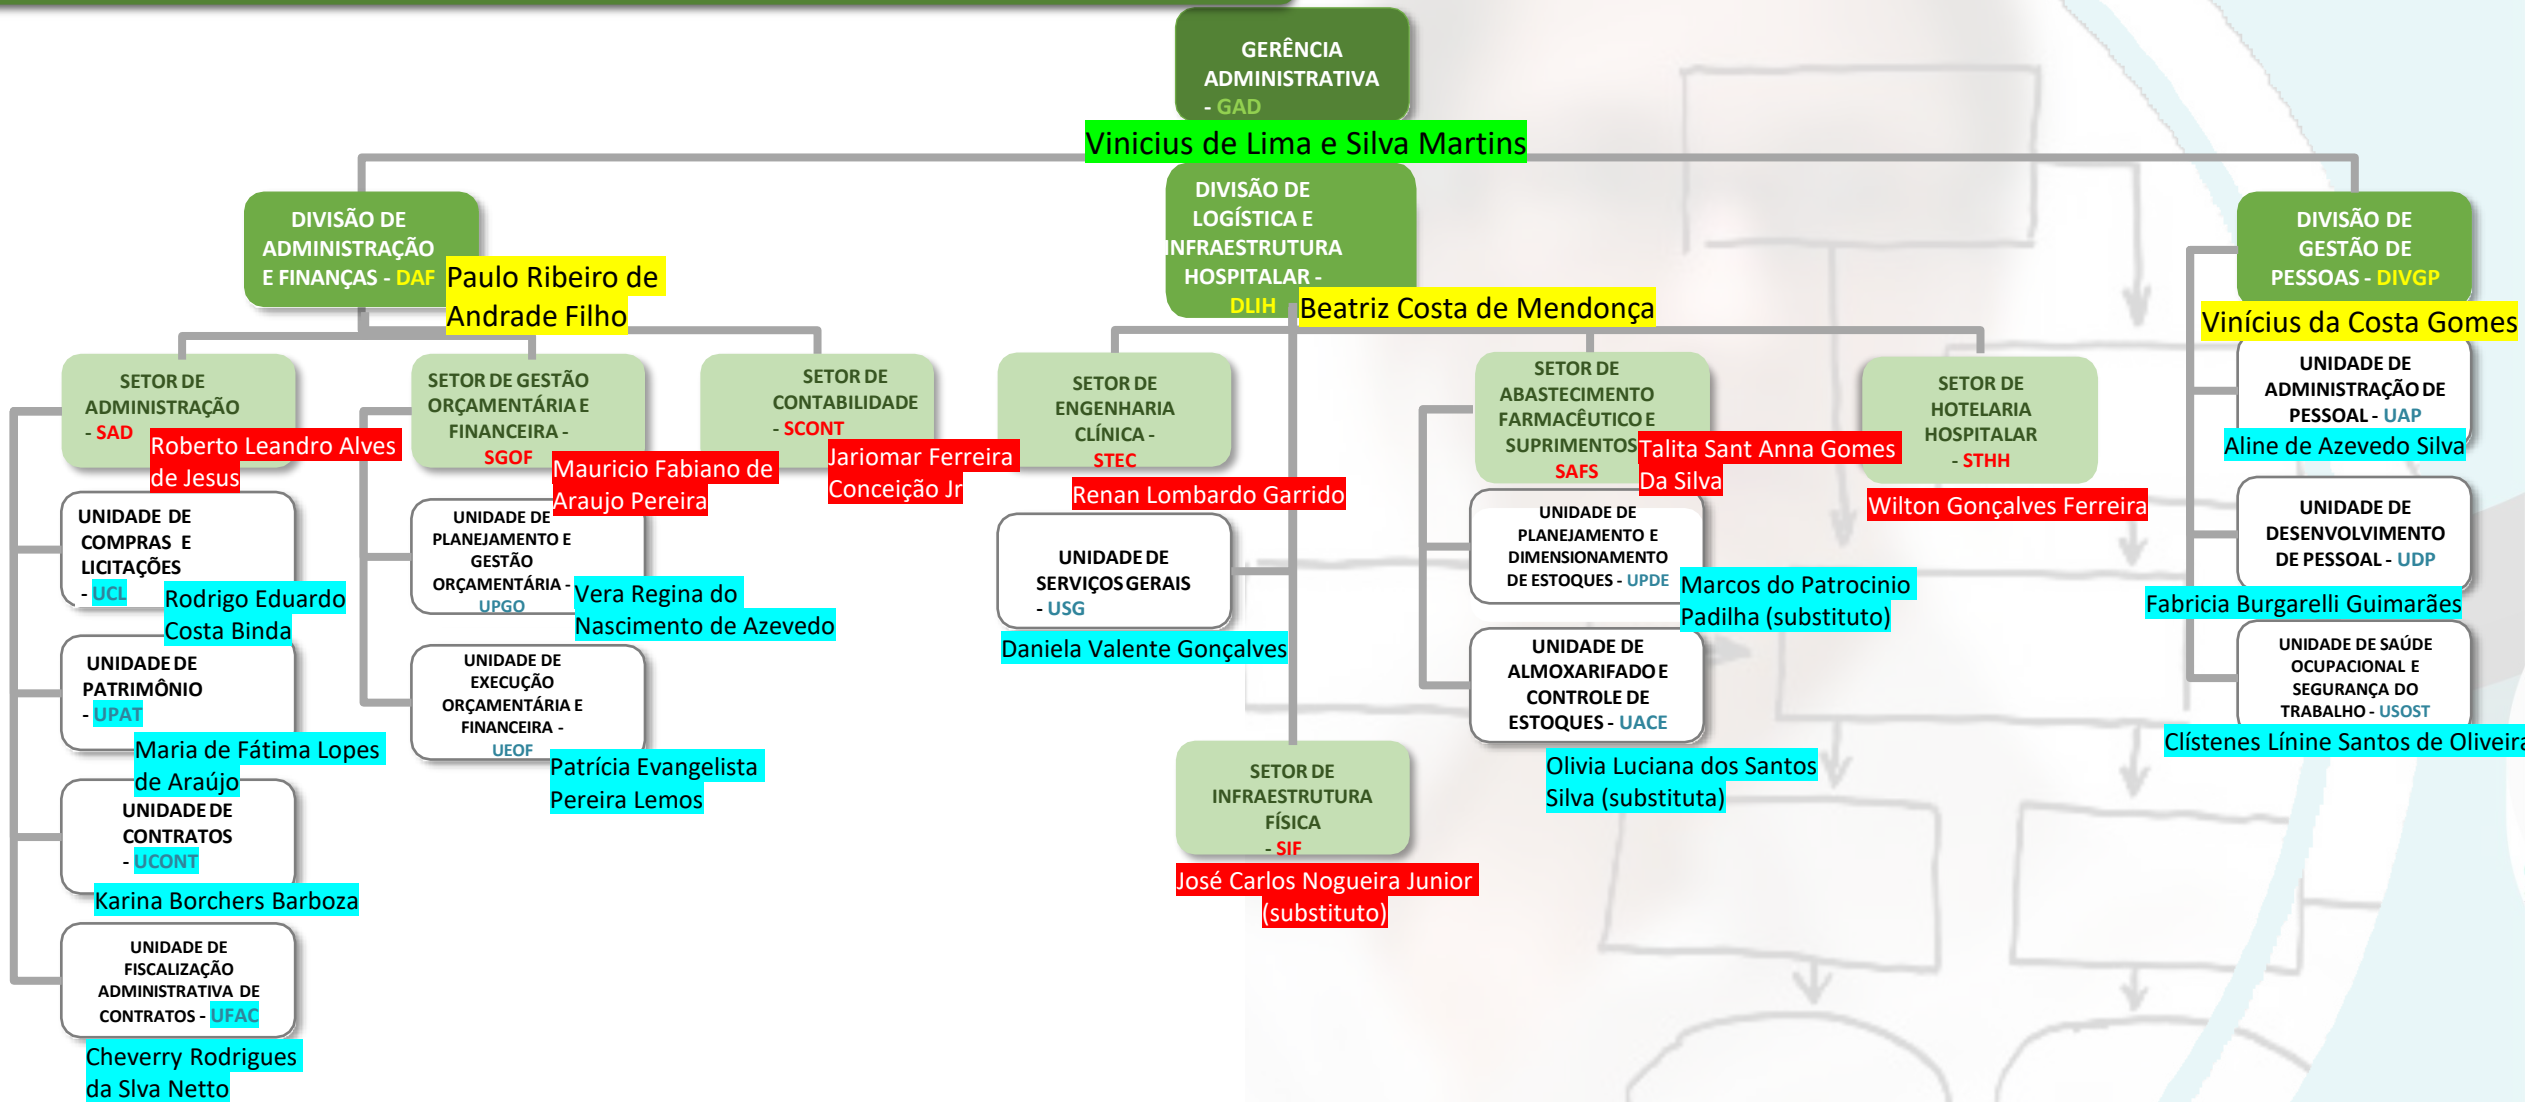 GERÊNCIA
ADMINISTRATIVA
- GAD
Vinicius de Lima e Silva Martins
DIVISÃO DE
ADMINISTRAÇÃO
E FINANÇAS - DAF
Paulo Ribeiro de
Andrade Filho
SETOR DE
ADMINISTRAÇÃO
- SAD
Roberto Leandro Alves
de Jesus
UNIDADE DE
COMPRAS E
LICITAÇÕES
- UCL
Rodrigo Eduardo
Costa Binda
UNIDADE DE
PATRIMÔNIO
- UPAT
Maria de Fátima Lopes
de Araújo
UNIDADE DE
CONTRATOS
- UCONT
Karina Borchers Barboza
UNIDADE DE
FISCALIZAÇÃO
ADMINISTRATIVA DE
CONTRATOS - UFAC
Cheverry Rodrigues
da Slva Netto
SETOR DE GESTÃO
ORÇAMENTÁRIA E
FINANCEIRA -
SGOF
Mauricio Fabiano de
Araujo Pereira
UNIDADE DE
PLANEJAMENTO E
GESTÃO
ORÇAMENTÁRIA -
UPGO
Vera Regina do
Nascimento de Azevedo
UNIDADE DE
EXECUÇÃO
ORÇAMENTÁRIA E
FINANCEIRA -
UEOF
Patrícia Evangelista
Pereira Lemos
SETOR DE
CONTABILIDADE
- SCONT
Jariomar Ferreira
Conceição Jr
DIVISÃO DE
LOGÍSTICA E
INFRAESTRUTURA
HOSPITALAR -
DLIH
Beatriz Costa de Mendonça
SETOR DE
ENGENHARIA
CLÍNICA -
STEC
Renan Lombardo Garrido
UNIDADE DE
SERVIÇOS GERAIS
- USG
Daniela Valente Gonçalves
SETOR DE
INFRAESTRUTURA
FÍSICA
- SIF
José Carlos Nogueira Junior
(substituto)
SETOR DE
ABASTECIMENTO
FARMACÊUTICO E
SUPRIMENTOS
SAFS
Talita Sant Anna Gomes
Da Silva
UNIDADE DE
PLANEJAMENTO E
DIMENSIONAMENTO
DE ESTOQUES - UPDE
Marcos do Patrocinio
Padilha (substituto)
UNIDADE DE
ALMOXARIFADO E
CONTROLE DE
ESTOQUES - UACE
Olivia Luciana dos Santos
Silva (substituta)
SETOR DE
HOTELARIA
HOSPITALAR
- STHH
Wilton Gonçalves Ferreira
DIVISÃO DE
GESTÃO DE
PESSOAS - DIVGP
Vinícius da Costa Gomes
UNIDADE DE
ADMINISTRAÇÃO DE
PESSOAL - UAP
Aline de Azevedo Silva
UNIDADE DE
DESENVOLVIMENTO
DE PESSOAL - UDP
Fabricia Burgarelli Guimarães
UNIDADE DE SAÚDE
OCUPACIONAL E
SEGURANÇA DO
TRABALHO - USOST
Clístenes Línine Santos de Oliveira